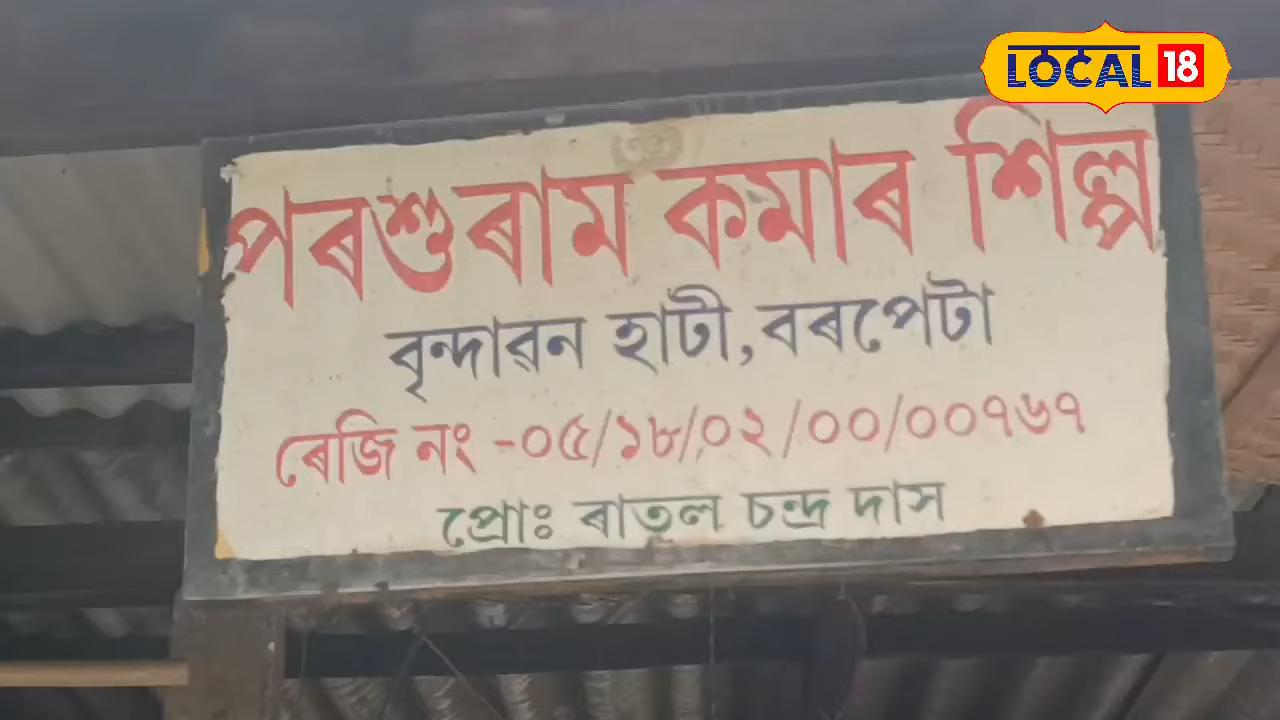 LOCAL 18
পৰশুৰাম কমাৰ শিল্প
বৃন্দাৱন হাটী, বৰপেটা
ৰেজি নং -০৫/১৮/০২/০০/০০৭৬৭
প্ৰোঃ ৰাতুল চন্দ্ৰ দাস